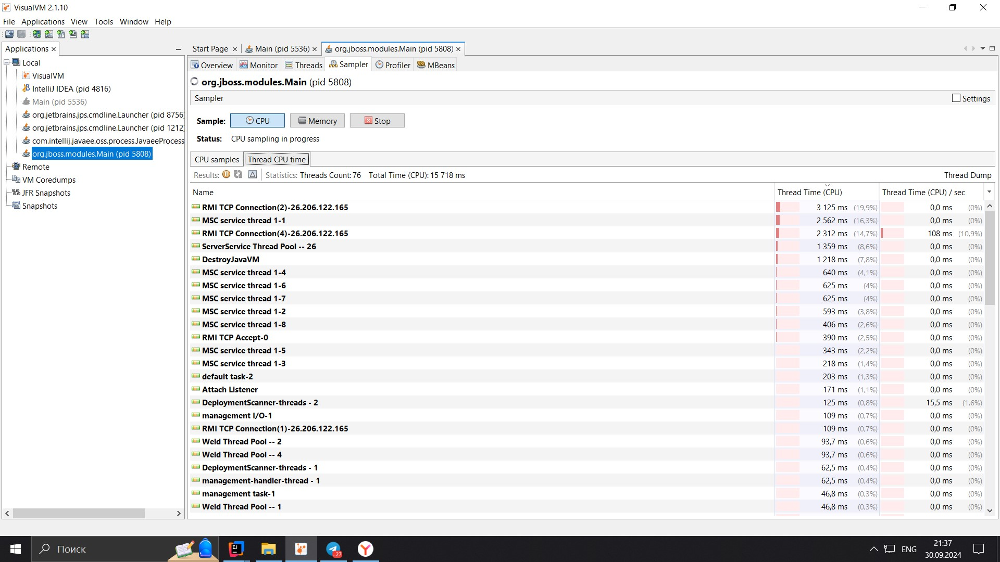 VisualVM 2.1.10
File Applications View Tools Window Help
Applications
Start Page
Main (pid 5536)
org.jboss.modules.Main (pid 5808)
Local
VisualVM
IntelliJ IDEA (pid 4816)
Main (pid 5536)
org.jetbrains.jps.cmdline.Launcher (pid 8756)
org.jetbrains.jps.cmdline.Launcher (pid 1212)
com.intellij.javaee.oss.process.JavaeeProcess
org.jboss.modules.Main (pid 5808)
Remote
VM Coredumps
JFR Snapshots
Snapshots
Overview Monitor Threads Sampler Profiler MBeans
org.jboss.modules.Main (pid 5808)
Sampler
Settings
Sample: CPU Memory Stop
Status: CPU sampling in progress
CPU samples Thread CPU time
Results: Statistics: Threads Count: 76 Total Time (CPU): 15 718 ms Thread Dump
Name Thread Time (CPU) Thread Time (CPU) / sec
RMI TCP Connection(2)-26.206.122.165 3 125 ms (19,9%) 0,0 ms (0%)
MSC service thread 1-1 2 562 ms (16,3%) 0,0 ms (0%)
RMI TCP Connection(4)-26.206.122.165 2 312 ms (14,7%) 108 ms (10,9%)
ServerService Thread Pool -- 26 1 359 ms (8,6%) 0,0 ms (0%)
DestroyJavaVM 1 218 ms (7,8%) 0,0 ms (0%)
MSC service thread 1-4 640 ms (4,1%) 0,0 ms (0%)
MSC service thread 1-6 625 ms (4%) 0,0 ms (0%)
MSC service thread 1-7 625 ms (4%) 0,0 ms (0%)
MSC service thread 1-2 593 ms (3,8%) 0,0 ms (0%)
MSC service thread 1-8 406 ms (2,6%) 0,0 ms (0%)
RMI TCP Accept-0 390 ms (2,5%) 0,0 ms (0%)
MSC service thread 1-5 343 ms (2,2%) 0,0 ms (0%)
MSC service thread 1-3 218 ms (1,4%) 0,0 ms (0%)
default task-2 203 ms (1,3%) 0,0 ms (0%)
Attach Listener 171 ms (1,1%) 0,0 ms (0%)
DeploymentScanner-threads - 2 125 ms (0,8%) 15,5 ms (1,6%)
management I/O-1 109 ms (0,7%) 0,0 ms (0%)
RMI TCP Connection(1)-26.206.122.165 109 ms (0,7%) 0,0 ms (0%)
Weld Thread Pool -- 2 93,7 ms (0,6%) 0,0 ms (0%)
Weld Thread Pool -- 4 93,7 ms (0,6%) 0,0 ms (0%)
DeploymentScanner-threads - 1 62,5 ms (0,4%) 0,0 ms (0%)
management-handler-thread - 1 62,5 ms (0,4%) 0,0 ms (0%)
management task-1 46,8 ms (0,3%) 0,0 ms (0%)
Weld Thread Pool -- 1 46,8 ms (0,3%) 0,0 ms (0%)
Поиск
27
ENG
21:37
30.09.2024